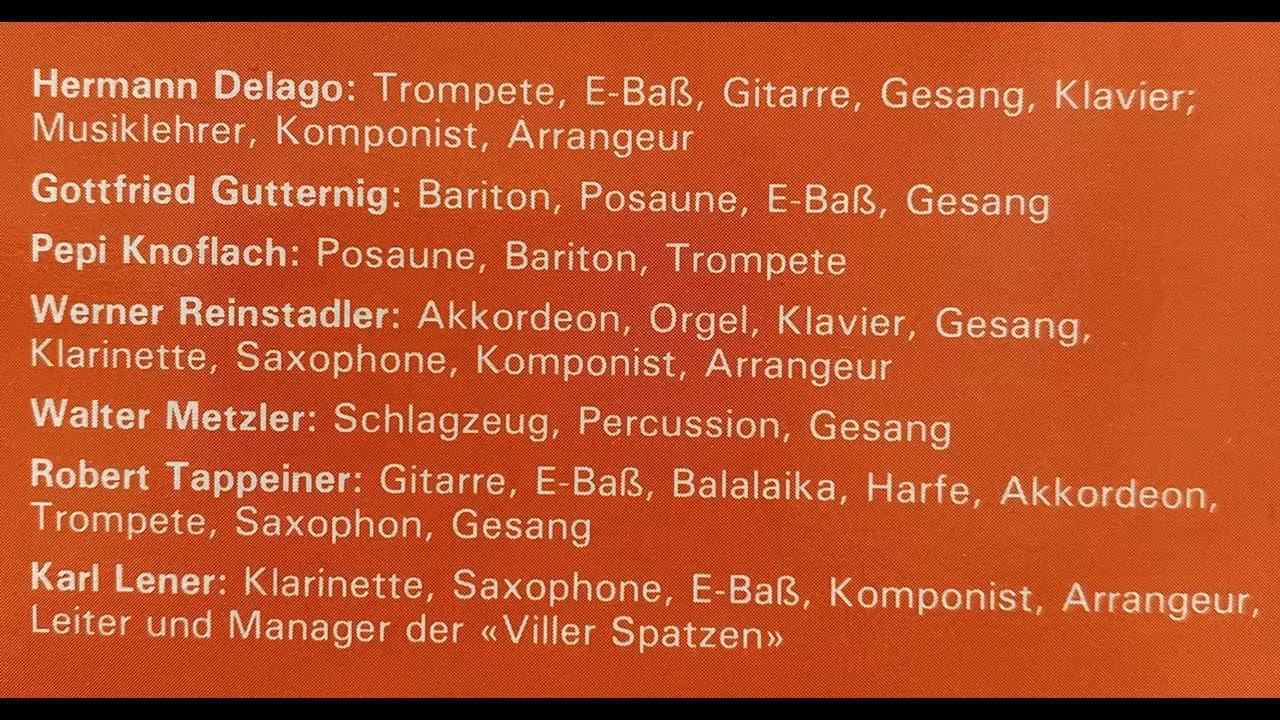 Hermann Delago: Trompete, E-Baß, Gitarre, Gesang, Klavier;
Musiklehrer, Komponist, Arrangeur
Gottfried Gutternig: Bariton, Posaune, E-Baß, Gesang
Pepi Knoflach: Posaune, Bariton, Trompete
Werner Reinstadler: Akkordeon, Orgel, Klavier, Gesang,
Klarinette, Saxophone, Komponist, Arrangeur
Walter Metzler: Schlagzeug, Percussion, Gesang
Robert Tappeiner: Gitarre, E-Baß, Balalaika, Harfe, Akkordeon,
Trompete, Saxophon, Gesang
Karl Lener: Klarinette, Saxophone, E-Baß, Komponist, Arrangeur,
Leiter und Manager der «Viller Spatzen»